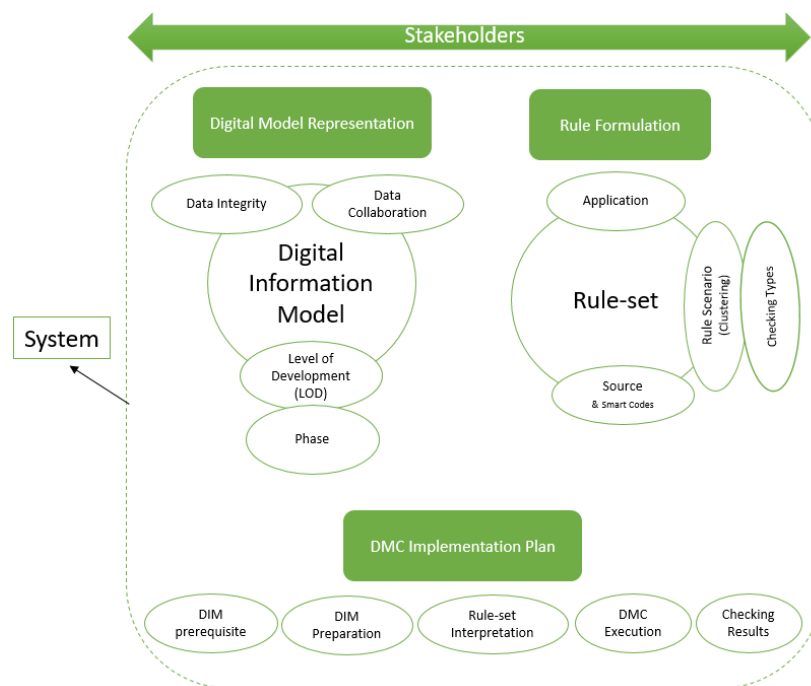 Stakeholders
Digital Model Representation
Rule Formulation
Data Integrity
Data
Collaboration
Digital
Information
Model
Level of
Development
(LOD)
Phase
Application
Rule-set
Rule Scenario
(Clustering)
Checking Types
Source
& Smart Codes
System
DMC Implementation Plan
DIM
prerequisite
DIM
Preparation
Rule-set
Interpretation
DMC
Execution
Checking
Results